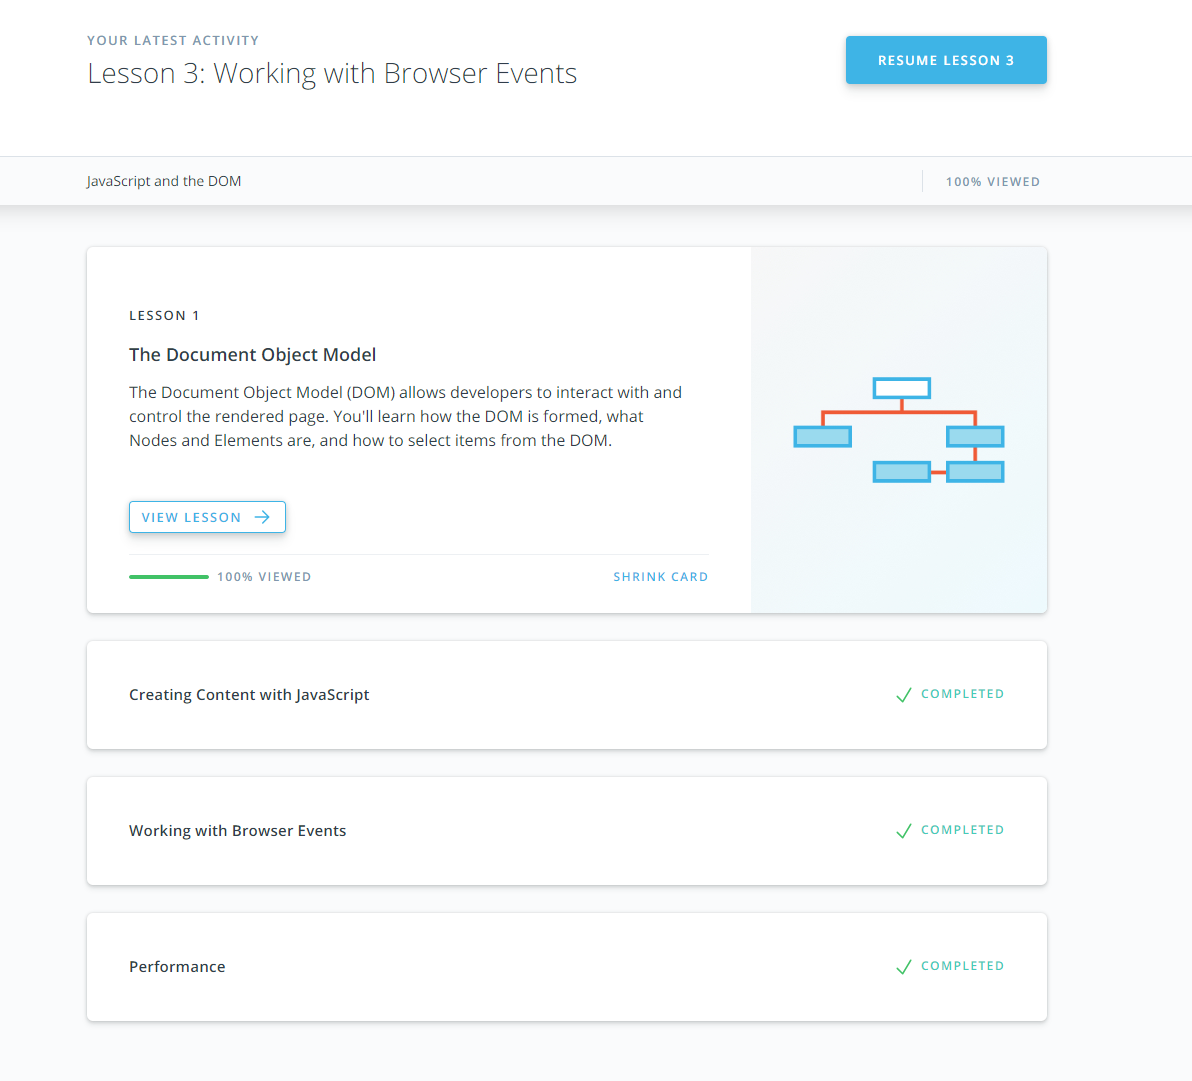 YOUR LATEST ACTIVITY
Lesson 3: Working with Browser Events
RESUME LESSON 3
JavaScript and the DOM
100% VIEWED
LESSON 1
The Document Object Model
The Document Object Model (DOM) allows developers to interact with and
control the rendered page. You'll learn how the DOM is formed, what
Nodes and Elements are, and how to select items from the DOM.
VIEW LESSON
100% VIEWED
SHRINK CARD
Creating Content with JavaScript
COMPLETED
Working with Browser Events
COMPLETED
Performance
COMPLETED